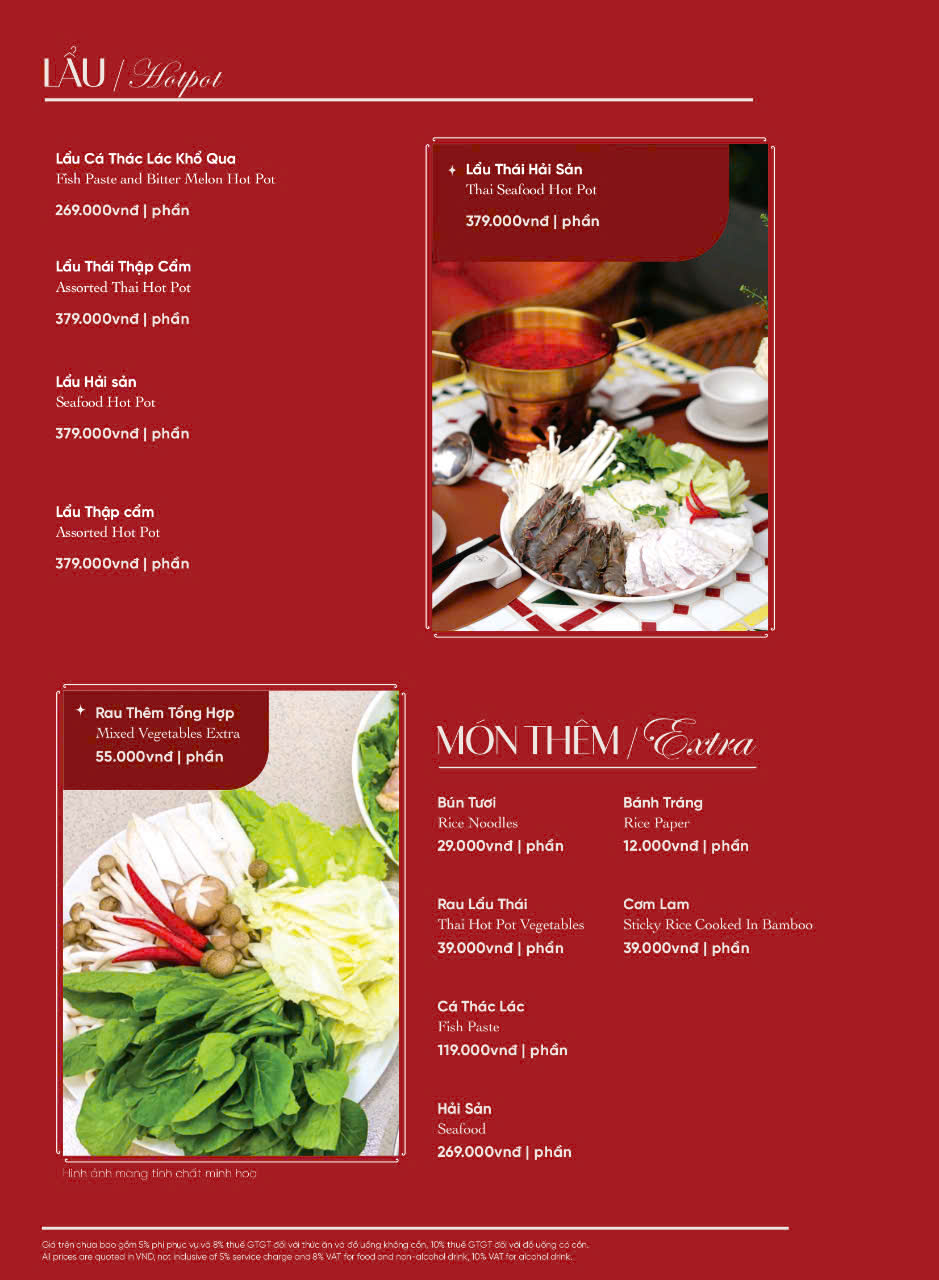 LẨU / Hotpot
Lẩu Cá Thác Lác Khổ Qua
Fish Paste and Bitter Melon Hot Pot
269.000vnđ | phần
Lẩu Thái Thập Cẩm
Assorted Thai Hot Pot
379.000vnđ | phần
Lẩu Hải sản
Seafood Hot Pot
379.000vnđ | phần
Lẩu Thập cẩm
Assorted Hot Pot
379.000vnđ | phần
Lẩu Thái Hải Sản
Thai Seafood Hot Pot
379.000vnđ | phần
Rau Thêm Tổng Hợp
Mixed Vegetables Extra
55.000vnđ | phần
Hình ảnh mang tính chất minh họa
MÓN THÊM / Extra
Bún Tươi
Rice Noodles
29.000vnđ | phần
Bánh Tráng
Rice Paper
12.000vnđ | phần
Rau Lẩu Thái
Thai Hot Pot Vegetables
39.000vnđ | phần
Cơm Lam
Sticky Rice Cooked In Bamboo
39.000vnđ | phần
Cá Thác Lác
Fish Paste
119.000vnđ | phần
Hải Sản
Seafood
269.000vnđ | phần
Giá trên chưa bao gồm 5% phí phục vụ và 8% thuế GTGT đối với thức ăn và đồ uống không cồn, 10% thuế GTGT đối với đồ uống có cồn.
All prices are quoted in VND, not inclusive of 5% service charge and 8% VAT for food and non-alcohol drink, 10% VAT for alcohol drink.